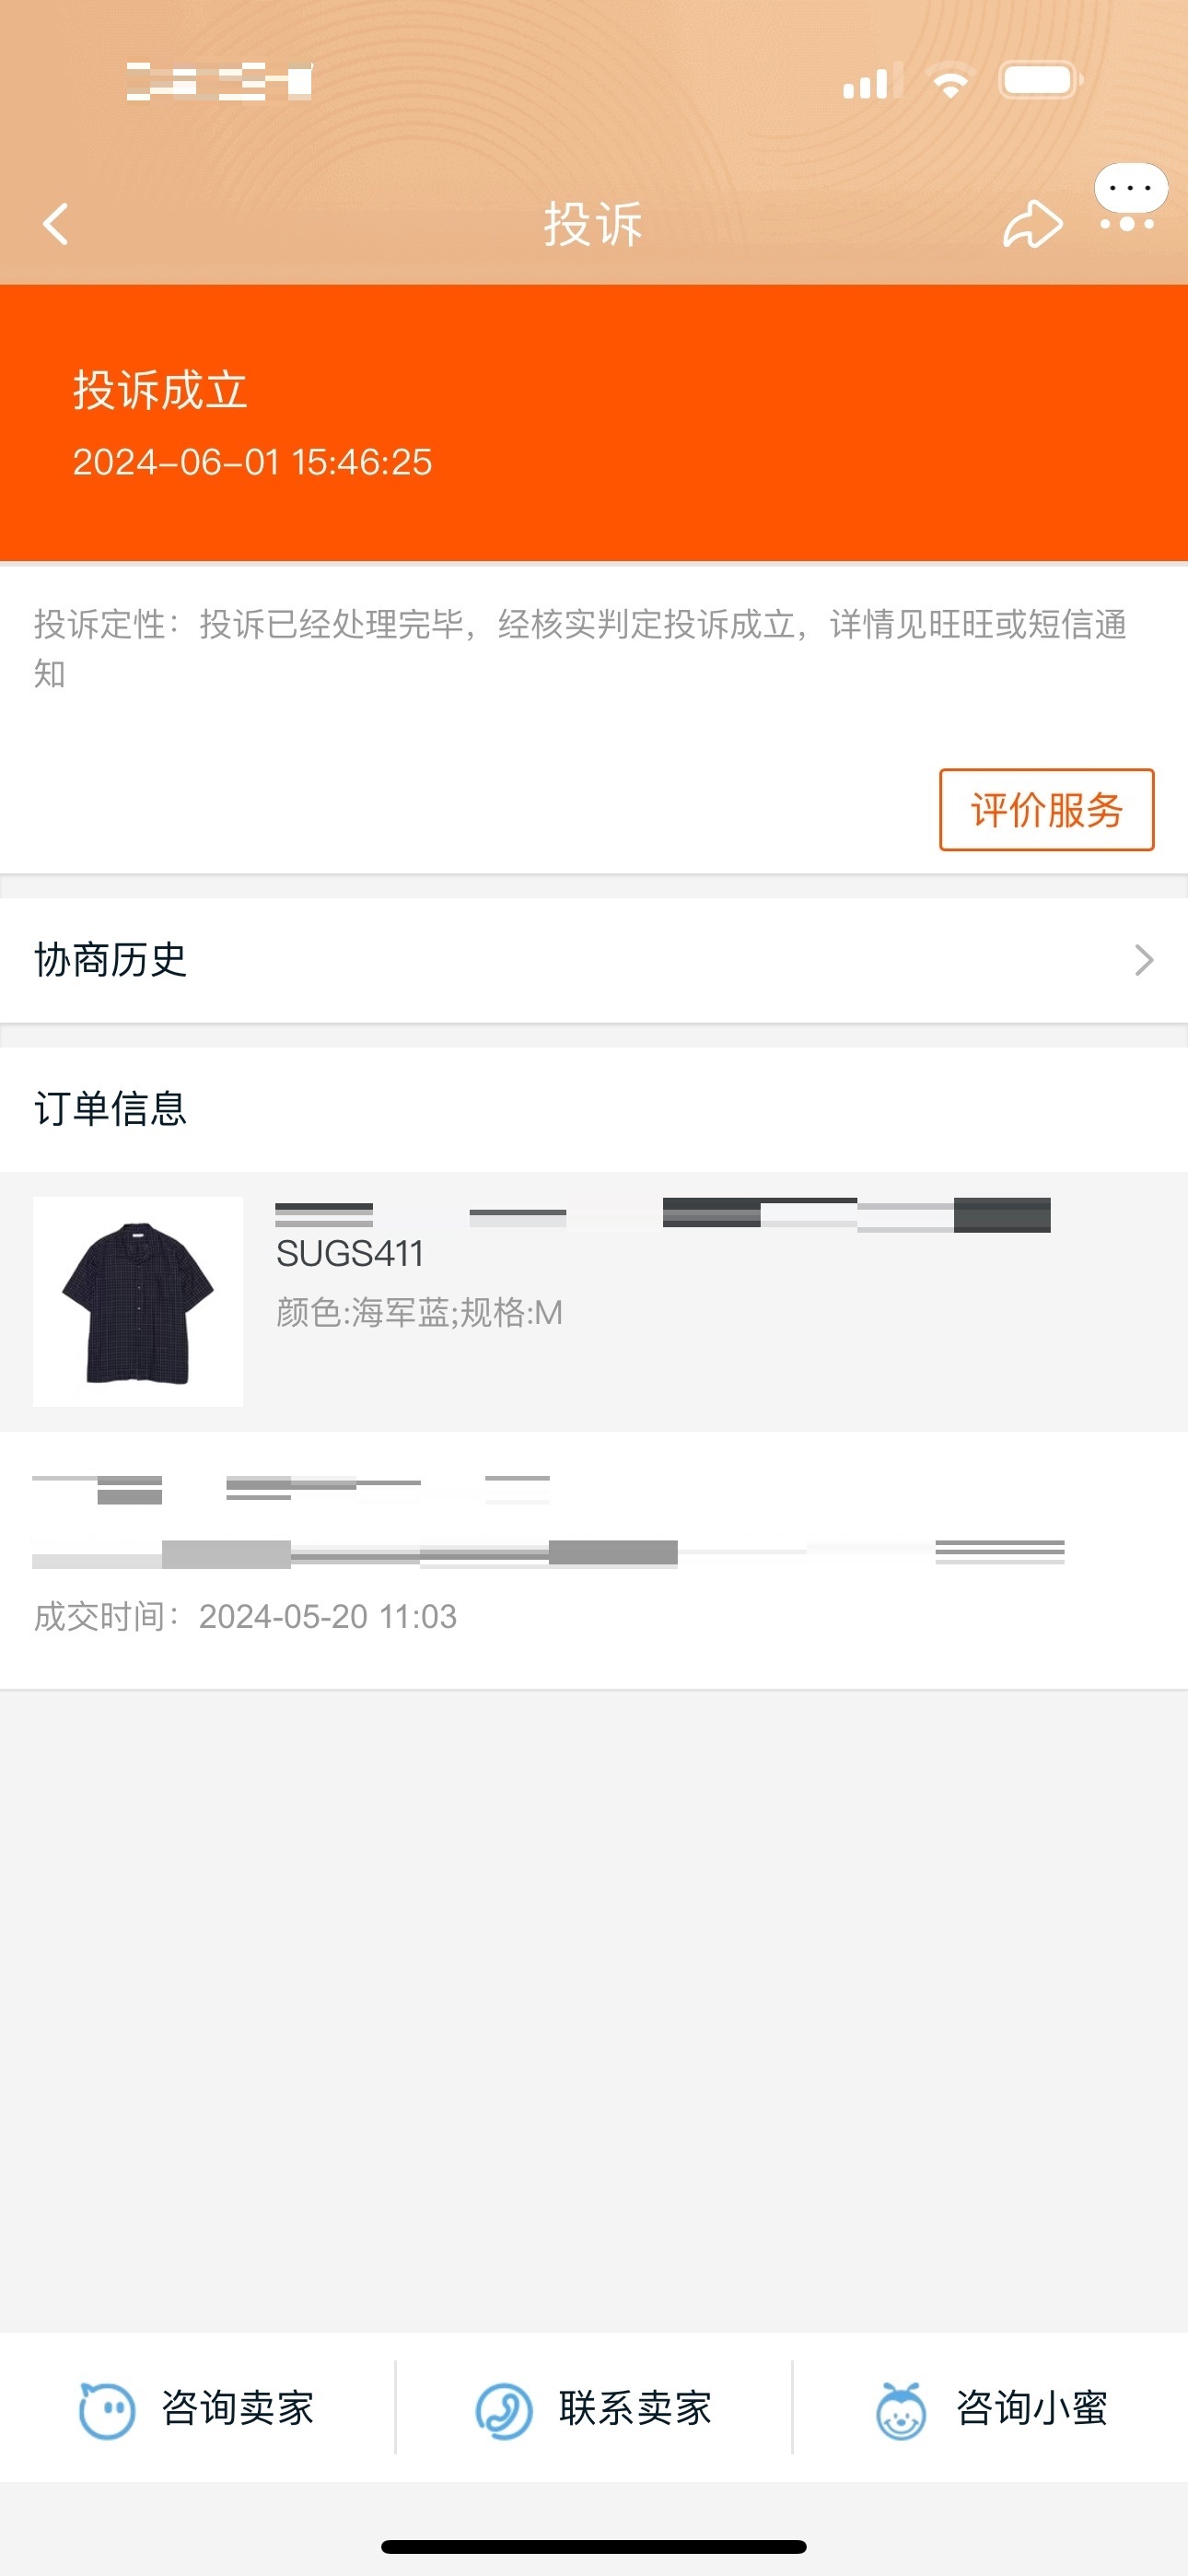 投诉
投诉成立
2024-06-01 15:46:25
投诉定性：投诉已经处理完毕，经核实判定投诉成立，详情见旺旺或短信通
知
评价服务
协商历史
订单信息
SUGS411
颜色:海军蓝;规格:M
成交时间：2024-05-20 11:03
咨询卖家
联系卖家
咨询小蜜